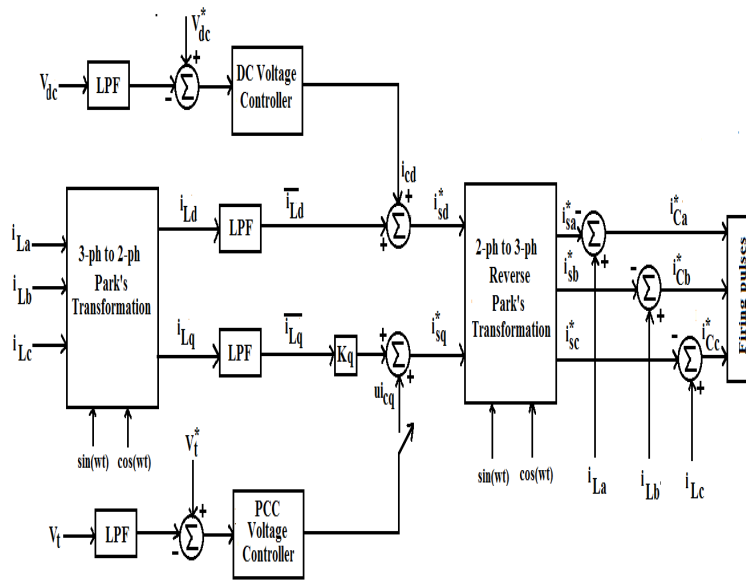 V*dc
+
Vdc
LPF
-
Σ
DC Voltage
Controller
icd
3-ph to 2-ph
Park's
Transformation
iLa
iLb
iLc
iLd
LPF
iLd
+
+
Σ
i*sd
iLq
LPF
iLq
Kq
+
Σ
+
i*sq
uicq
sin(wt)
cos(wt)
2-ph to 3-ph
Reverse
Park's
Transformation
sin(wt)
cos(wt)
i*sa
-
Σ
+
i*Ca
i*sb
-
Σ
+
i*Cb
i*sc
-
Σ
+
i*Cc
iLa
iLb
iLc
Firing pulses
V*t
+
Vt
LPF
-
Σ
PCC
Voltage
Controller